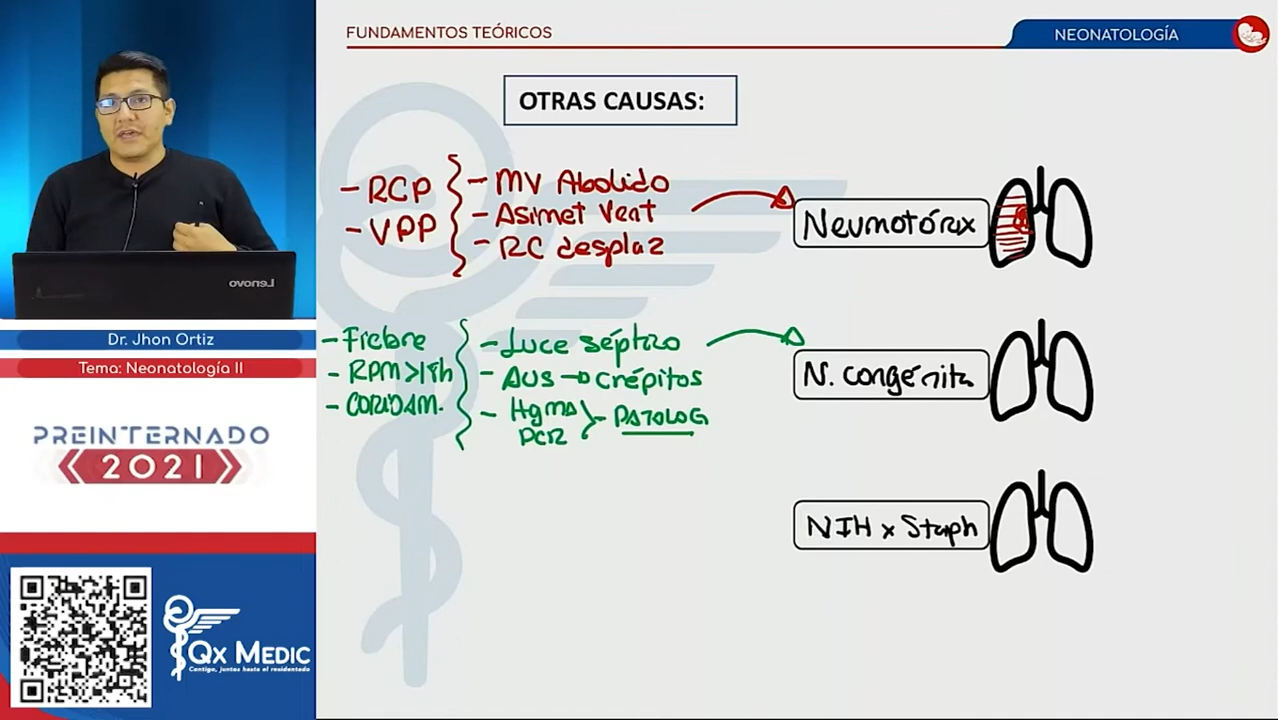 FUNDAMENTOS TEÓRICOS
NEONATOLOGÍA
OTRAS CAUSAS:
- RCP
- VPP
- MV Abolido
- Asimet Vent
- RC desplaz
Neumotórax
Lenovo
Dr. Jhon Ortiz
Tema: Neonatología II
PREINTERNADO
2021
- Fiebre
- RPM>18h
- CORIOAM.
- Luce séptico
- AUS → Crépitos
- Hgma
PCR
- PATOLOG
N. congénita
NIH x Staph
QX MEDIC
Contigo, juntos hasta el residentado